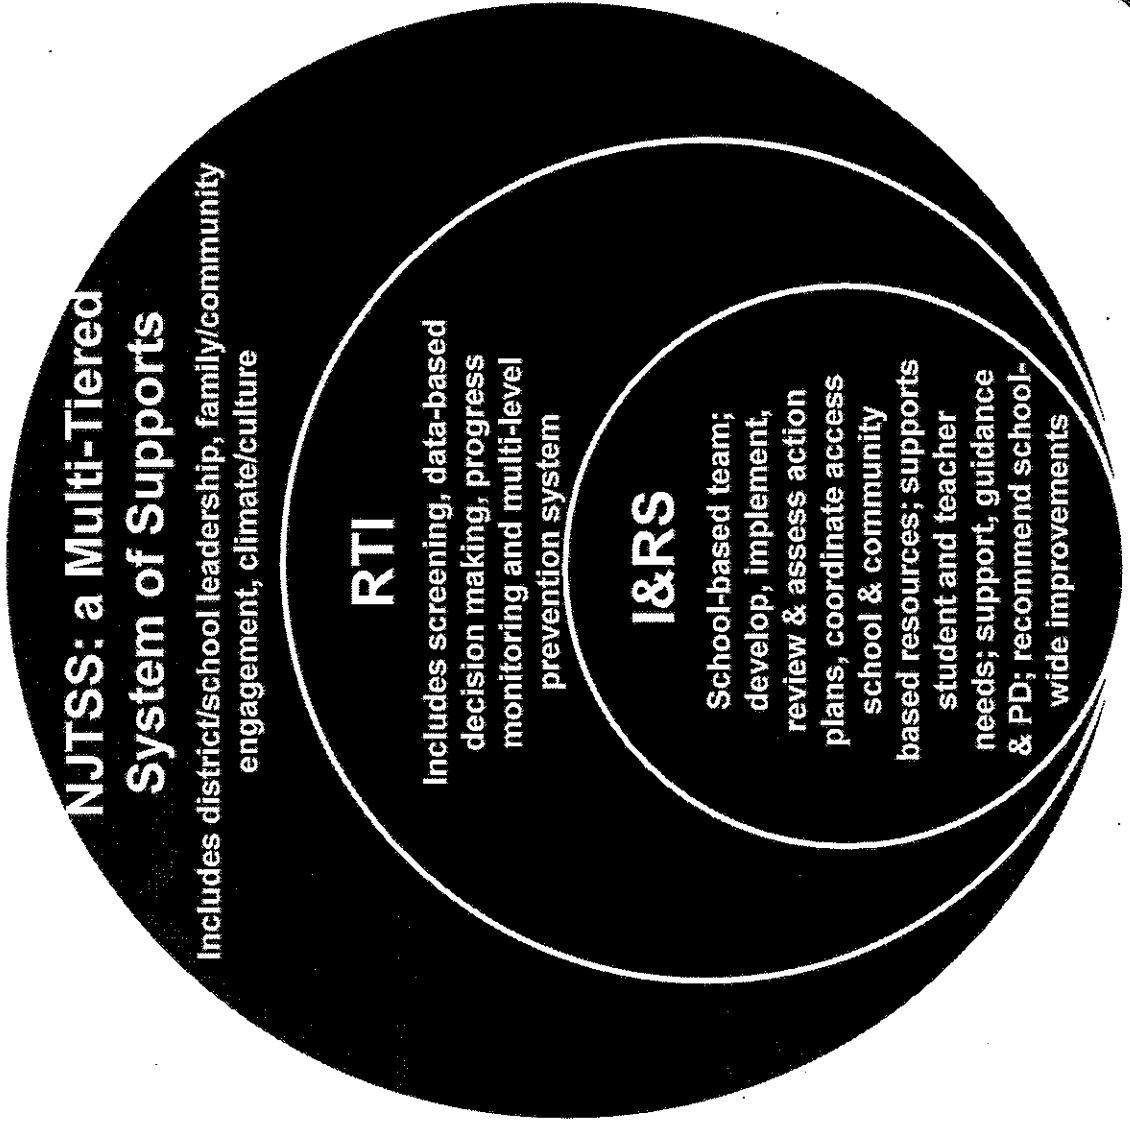 NJTSS: a Multi-Tiered
System of Supports
Includes district/school leadership, family/community
engagement, climate/culture
RTI
Includes screening, data-based
decision making, progress
monitoring and multi-level
prevention system
I&RS
School-based team;
develop, implement,
review & assess action
plans, coordinate access
school & community
based resources; supports
student and teacher
needs; support, guidance
& PD; recommend school-
wide improvements